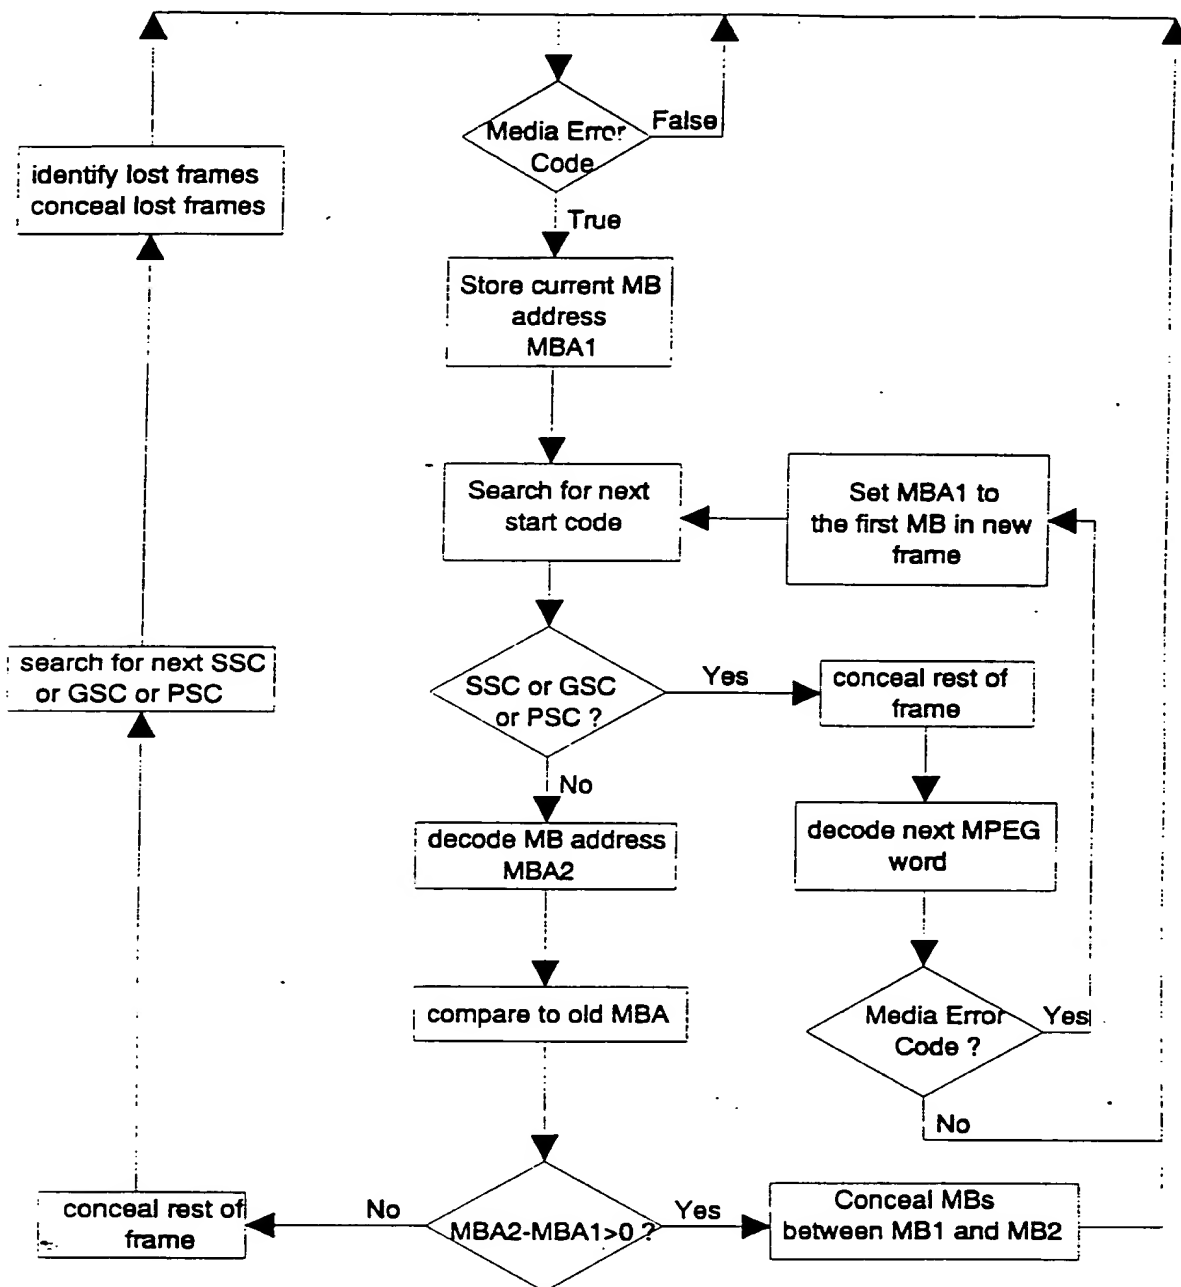 Media Error
Code
False
True
identify lost frames
conceal lost frames
Store current MB
address
MBA1
Search for next
start code
Set MBA1 to
the first MB in new
frame
search for next SSC
or GSC or PSC
SSC or GSC
or PSC ?
Yes
conceal rest of
frame
No
decode MB address
MBA2
decode next MPEG
word
compare to old MBA
Media Error
Code ?
Yes
No
conceal rest of
frame
No
MBA2-MBA1>0 ?
Yes
Conceal MBs
between MB1 and MB2